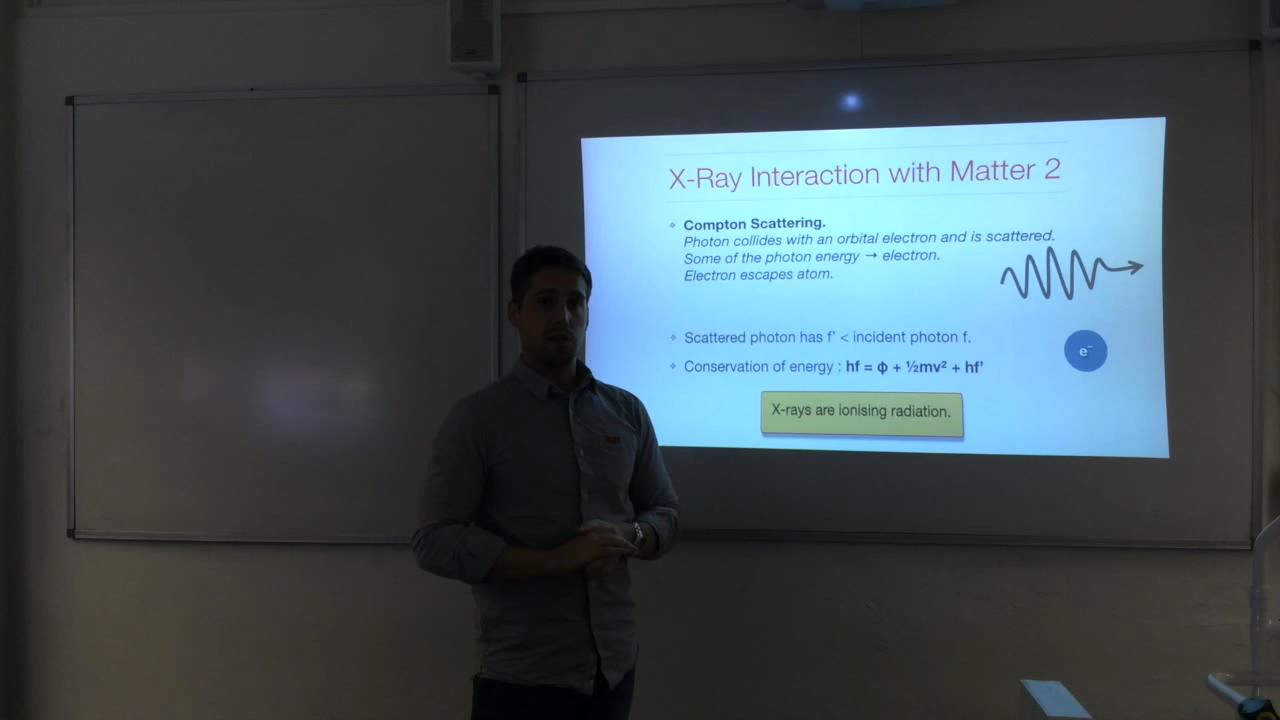 X-Ray Interaction with Matter 2
Compton Scattering.
Photon collides with an orbital electron and is scattered.
Some of the photon energy → electron.
Electron escapes atom.
Scattered photon has f' < incident photon f.
Conservation of energy : hf = ϕ + ½mv² + hf'
e⁻
X-rays are ionising radiation.